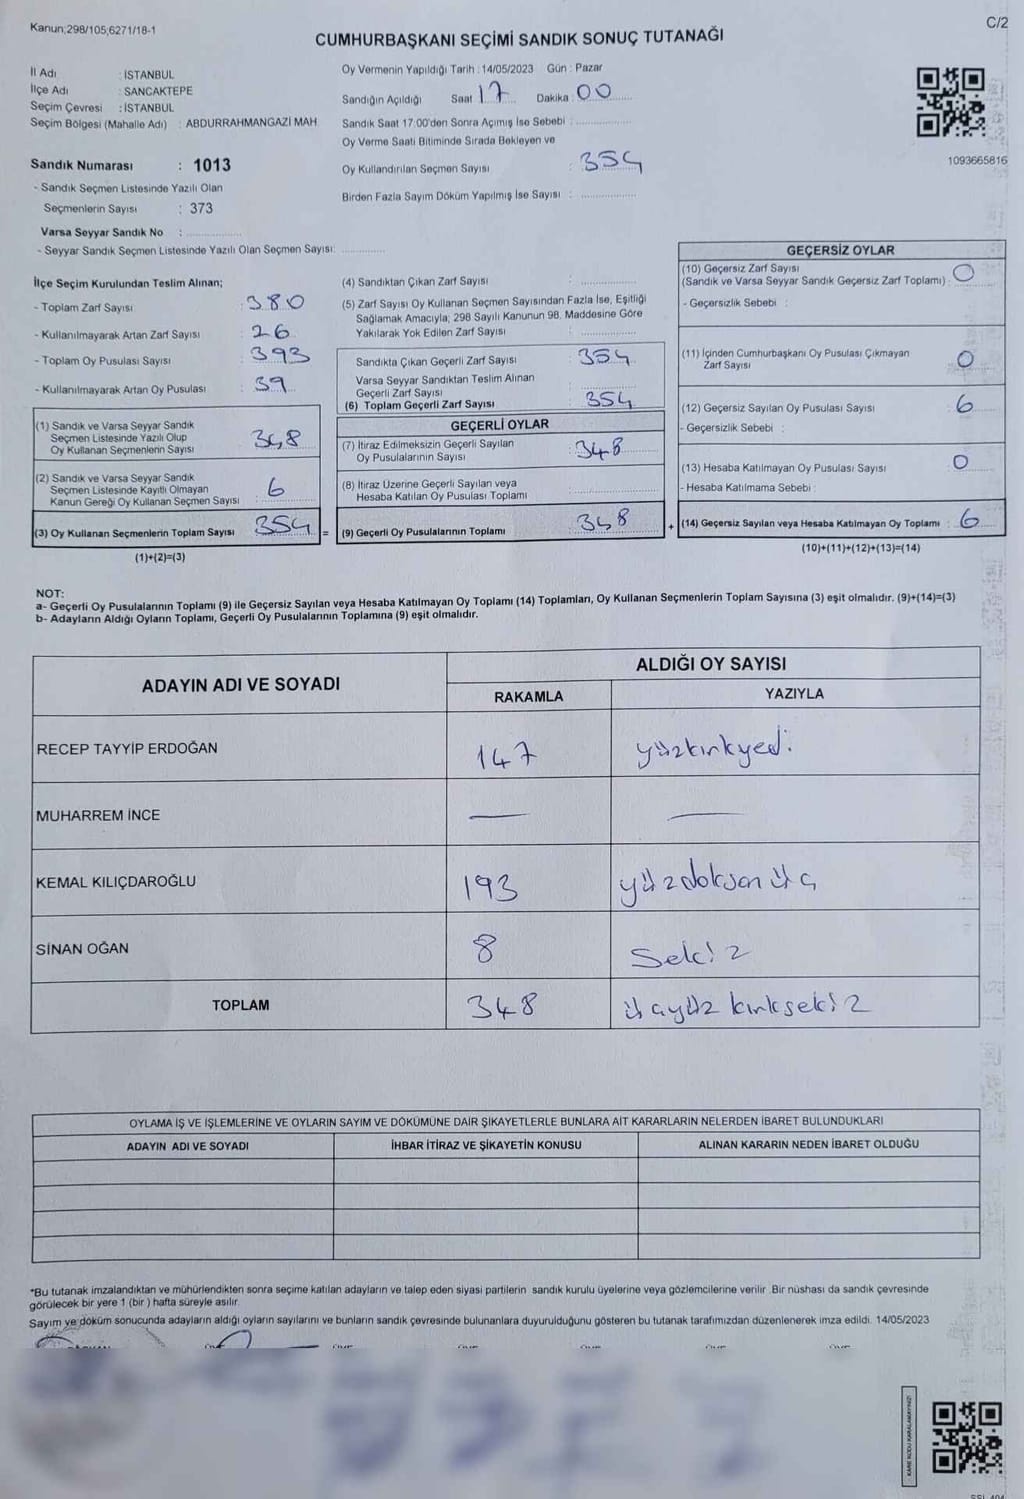 Kanun;298/105;6271/18-1
C/2
CUMHURBAŞKANI SEÇİMİ SANDIK SONUÇ TUTANAĞI
İl Adı : İSTANBUL
İlçe Adı : SANCAKTEPE
Seçim Çevresi : İSTANBUL
Seçim Bölgesi (Mahalle Adı) : ABDURRAHMANGAZİ MAH.
Sandık Numarası : 1013
- Sandık Seçmen Listesinde Yazılı Olan
Seçmenlerin Sayısı : 373
Varsa Seyyar Sandık No :
- Seyyar Sandık Seçmen Listesinde Yazılı Olan Seçmen Sayısı:
Oy Vermenin Yapıldığı Tarih : 14/05/2023 Gün : Pazar
Sandığın Açıldığı Saat 17 Dakika : 00
Sandık Saat 17:00'den Sonra Açımış İse Sebebi :
Oy Verme Saati Bitiminde Sırada Bekleyen ve
Oy Kullandırılan Seçmen Sayısı : 354
Birden Fazla Sayım Döküm Yapılmış İse Sayısı :
1093665816
İlçe Seçim Kurulundan Teslim Alınan;
- Toplam Zarf Sayısı : 380
- Kullanılmayarak Artan Zarf Sayısı : 26
- Toplam Oy Pusulası Sayısı : 393
- Kullanılmayarak Artan Oy Pusulası : 39
(1) Sandık ve Varsa Seyyar Sandık
Seçmen Listesinde Yazılı Olup
Oy Kullanan Seçmenlerin Sayısı : 348
(2) Sandık ve Varsa Seyyar Sandık
Seçmen Listesinde Kayıtlı Olmayan
Kanun Gereği Oy Kullanan Seçmen Sayısı : 6
(3) Oy Kullanan Seçmenlerin Toplam Sayısı : 354 =
(1)+(2)=(3)
(4) Sandıktan Çıkan Zarf Sayısı :
(5) Zarf Sayısı Oy Kullanan Seçmen Sayısından Fazla İse, Eşitliği
Sağlamak Amacıyla; 298 Sayılı Kanunun 98. Maddesine Göre
Yakılarak Yok Edilen Zarf Sayısı :
Sandıkta Çıkan Geçerli Zarf Sayısı : 354
Varsa Seyyar Sandıktan Teslim Alınan
Geçerli Zarf Sayısı :
(6) Toplam Geçerli Zarf Sayısı : 354
GEÇERLİ OYLAR
(7) İtiraz Edilmeksizin Geçerli Sayılan
Oy Pusulalarının Sayısı : 348
(8) İtiraz Üzerine Geçerli Sayılan veya
Hesaba Katılan Oy Pusulası Toplamı :
(9) Geçerli Oy Pusulalarının Toplamı : 348 +
GEÇERSİZ OYLAR
(10) Geçersiz Zarf Sayısı
(Sandık ve Varsa Seyyar Sandık Geçersiz Zarf Toplamı) : 0
- Geçersizlik Sebebi :
(11) İçinden Cumhurbaşkanı Oy Pusulası Çıkmayan
Zarf Sayısı : 0
(12) Geçersiz Sayılan Oy Pusulası Sayısı : 6
- Geçersizlik Sebebi :
(13) Hesaba Katılmayan Oy Pusulası Sayısı : 0
- Hesaba Katılmama Sebebi :
(14) Geçersiz Sayılan veya Hesaba Katılmayan Oy Toplamı : 6
(10)+(11)+(12)+(13)=(14)
NOT:
a- Geçerli Oy Pusulalarının Toplamı (9) ile Geçersiz Sayılan veya Hesaba Katılmayan Oy Toplamı (14) Toplamları, Oy Kullanan Seçmenlerin Toplam Sayısına (3) eşit olmalıdır. (9)+(14)=(3)
b- Adayların Aldığı Oyların Toplamı, Geçerli Oy Pusulalarının Toplamına (9) eşit olmalıdır.
ADAYIN ADI VE SOYADI
ALDIĞI OY SAYISI
RAKAMLA YAZIYLA
RECEP TAYYİP ERDOĞAN 147 yüzkırkyedi
MUHARREM İNCE — —
KEMAL KILIÇDAROĞLU 193 yüzdoksan üç
SİNAN OĞAN 8 Sekiz
TOPLAM 348 üçyüz kırksekiz
OYLAMA İŞ VE İŞLEMLERİNE VE OYLARIN SAYIM VE DÖKÜMÜNE DAİR ŞİKAYETLERLE BUNLARA AİT KARARLARIN NELERDEN İBARET BULUNDUKLARI
ADAYIN ADI VE SOYADI İHBAR İTİRAZ VE ŞİKAYETİN KONUSU ALINAN KARARIN NEDEN İBARET OLDUĞU
*Bu tutanak imzalandıktan ve mühürlendikten sonra seçime katılan adayların ve talep eden siyasi partilerin sandık kurulu üyelerine veya gözlemcilerine verilir. Bir nüshası da sandık çevresinde
görülecek bir yere 1 (bir ) hafta süreyle asılır.
Sayım ve döküm sonucunda adayların aldığı oyların sayılarını ve bunların sandık çevresinde bulunanlara duyurulduğunu gösteren bu tutanak tarafımızdan düzenlenerek imza edildi. 14/05/2023
KARE KODU KARALAMAYINIZ!